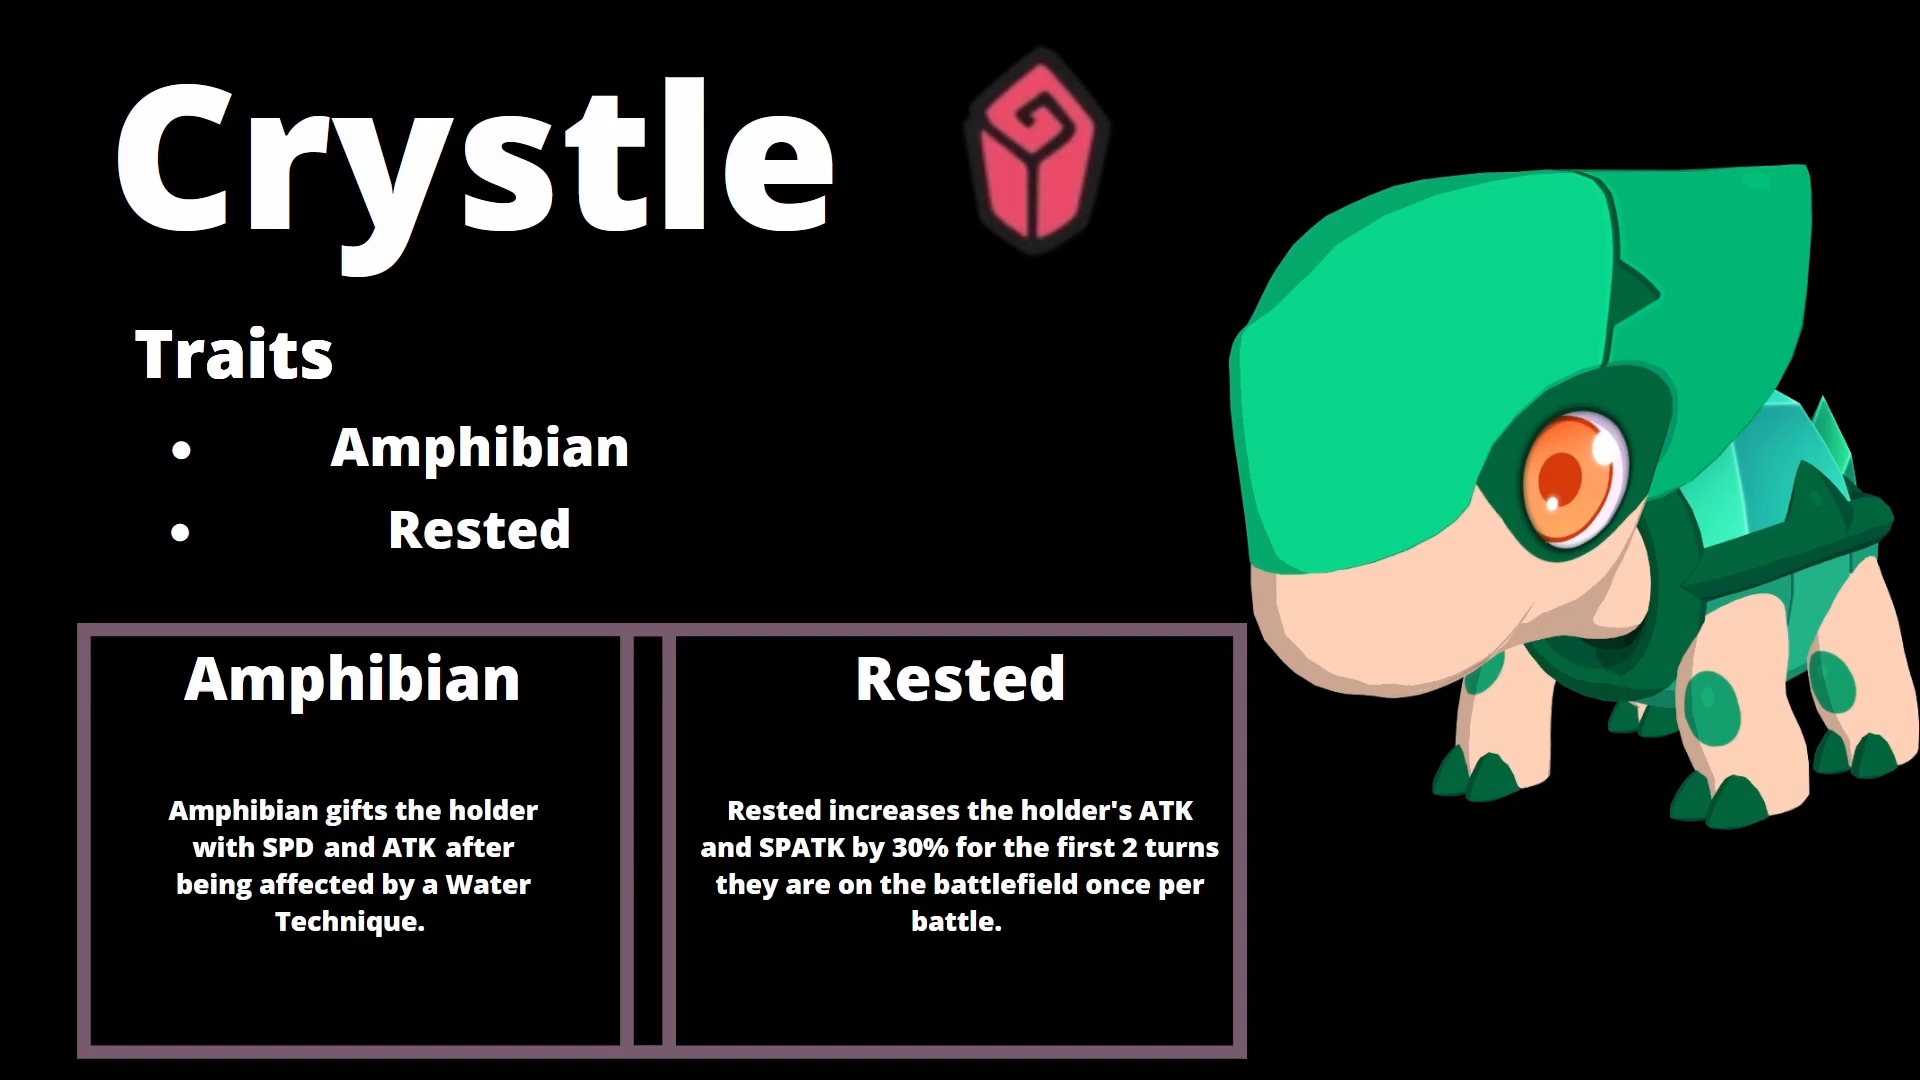 Crystle
Traits
• Amphibian
• Rested
Amphibian
Amphibian gifts the holder
with SPD and ATK after
being affected by a Water
Technique.
Rested
Rested increases the holder's ATK
and SPATK by 30% for the first 2 turns
they are on the battlefield once per
battle.